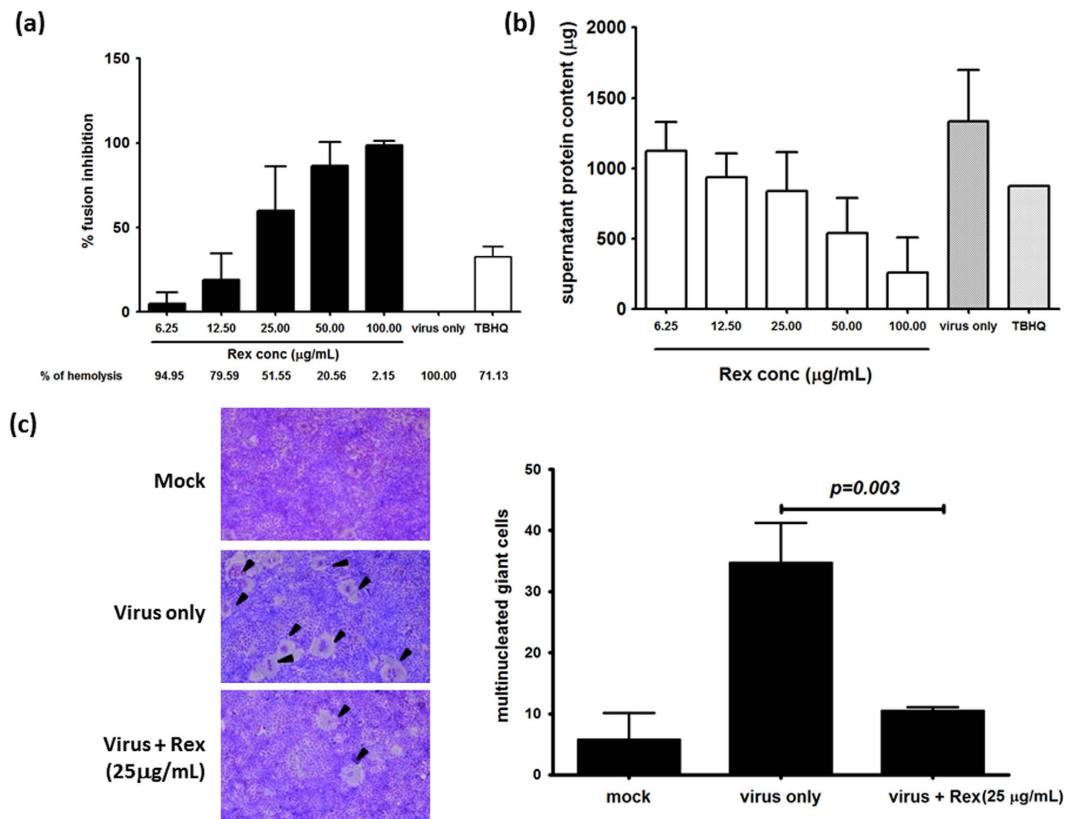 (a)
150
100
50
0
% fusion inhibition
6.25 12.50 25.00 50.00 100.00 virus only TBHQ
Rex conc (µg/mL)
% of hemolysis 94.95 79.59 51.55 20.56 2.15 100.00 71.13
(b)
2000
1500
1000
500
0
supernatant protein content (µg)
6.25 12.50 25.00 50.00 100.00 virus only TBHQ
Rex conc (µg/mL)
(c)
Mock
Virus only
Virus + Rex
(25µg/mL)
50
40
30
20
10
0
multinucleated giant cells
p=0.003
mock virus only virus + Rex(25 µg/mL)